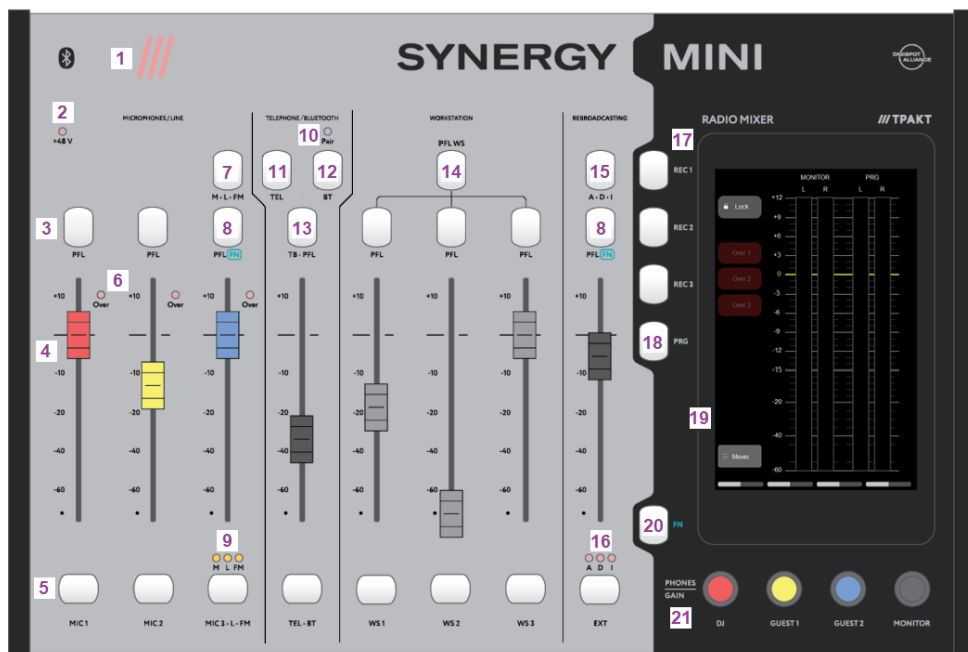 SYNERGY MINI
DIGISPOT
ALLIANCE
1
2
+48 V
MICROPHONES/LINE
TELEPHONE/BLUETOOTH
WORKSTATION
REBROADCASTING
RADIO MIXER
/// TPAKT
10
Pair
PFL WS
17
7
11
12
14
15
REC 1
M - L - FM
TEL
BT
A - D - I
MONITOR PRG
L R L R
Lock
3
8
13
8
REC 2
PFL
PFL
PFL FN
TB - PFL
PFL
PFL
PFL
PFL FN
Over 1
Over 2
Over 3
REC 3
6
Over
Over
Over
+10 +10 +10 +10 +10 +10 +10 +10
4
18
PRG
-10 -10 -10 -10 -10 -10 -10 -10
-20 -20 -20 -20 -20 -20 -20 -20
-40 -40 -40 -40 -40 -40 -40 -40
-60 -60 -60 -60 -60 -60 -60 -60
+12
+9
+6
+3
0
-3
-6
-9
-12
-15
-20
-40
-60
19
Меню
20
FN
9
M L FM
16
A D I
5
PHONES
GAIN
21
MIC 1
MIC 2
MIC 3 - L - FM
TEL - BT
WS 1
WS 2
WS 3
EXT
DJ
GUEST 1
GUEST 2
MONITOR